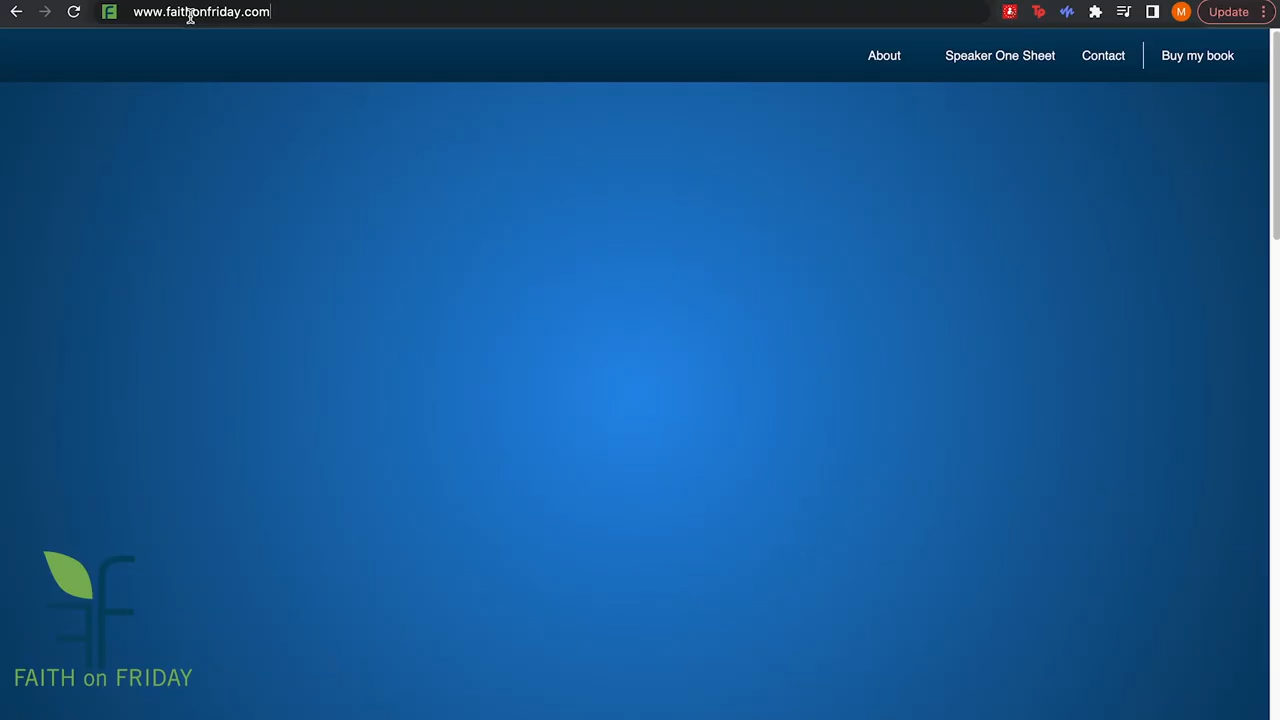 www.faithonfriday.com
M
Update
About
Speaker One Sheet
Contact
Buy my book
FAITH on FRIDAY